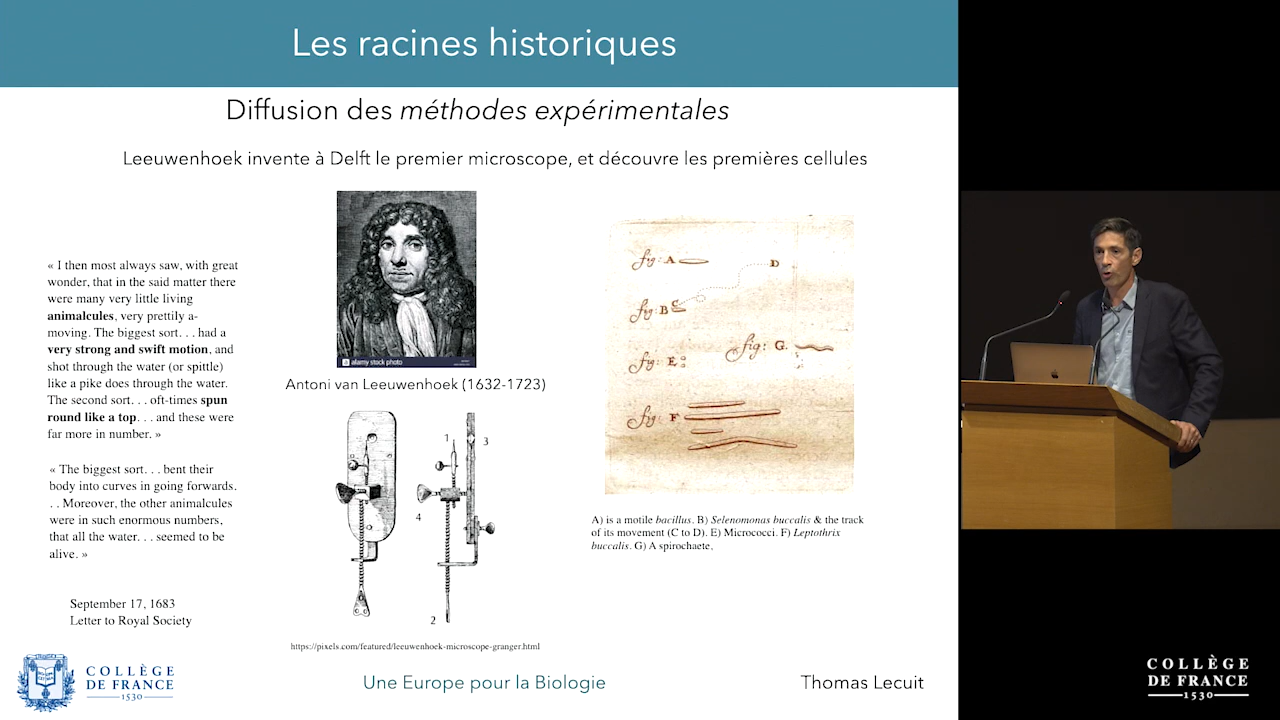 Les racines historiques
Diffusion des méthodes expérimentales
Leeuwenhoek invente à Delft le premier microscope, et découvre les premières cellules
« I then most always saw, with great
wonder, that in the said matter there
were many very little living
animalcules, very prettily a-
moving. The biggest sort. . . had a
very strong and swift motion, and
shot through the water (or spittle)
like a pike does through the water.
The second sort. . . oft-times spun
round like a top. . . and these were
far more in number. »
« The biggest sort. . . bent their
body into curves in going forwards.
. . Moreover, the other animalcules
were in such enormous numbers,
that all the water. . . seemed to be
alive. »
September 17, 1683
Letter to Royal Society
alamy stock photo
Antoni van Leeuwenhoek (1632-1723)
1
3
4
2
https://pixels.com/featured/leeuwenhoek-microscope-granger.html
fig: A
D
fig: B C
fig: G.
fig: E
fig: F
A) is a motile bacillus. B) Selenomonas buccalis & the track
of its movement (C to D). E) Micrococci. F) Leptothrix
buccalis. G) A spirochaete,
COLLÈGE
DE FRANCE
1530
Une Europe pour la Biologie
Thomas Lecuit
COLLÈGE
DE FRANCE
1530